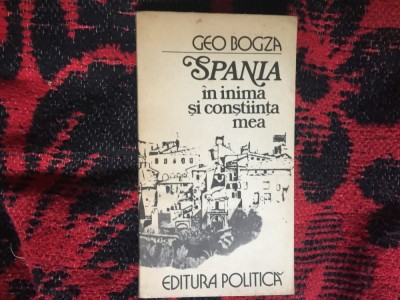 GEO BOGZA
SPANIA
în inima
și conștiința
mea
EDITURA POLITICĂ